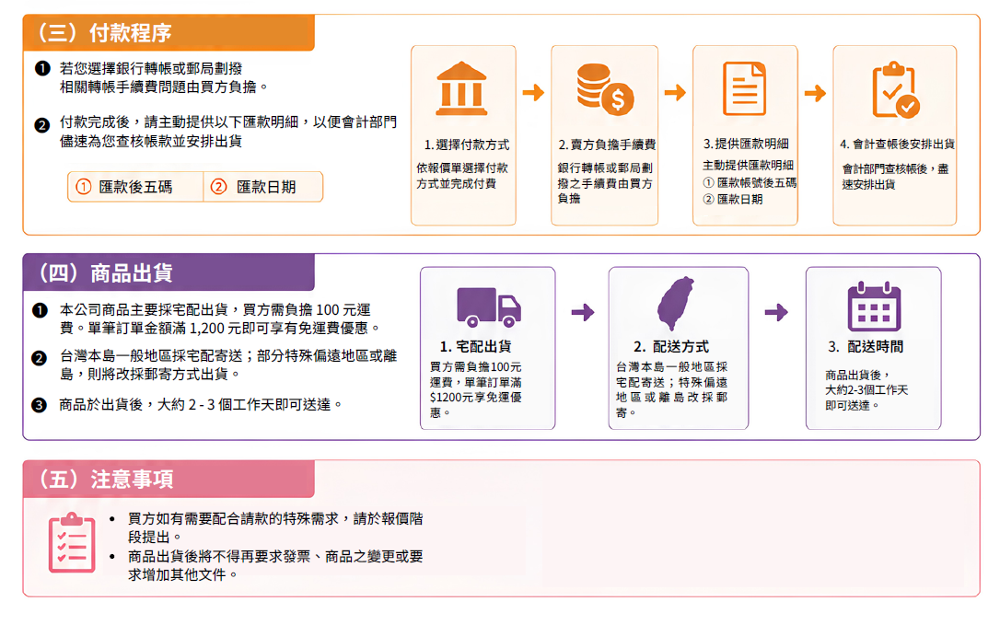 （三）付款程序
❶ 若您選擇銀行轉帳或郵局劃撥
相關轉帳手續費問題由買方負擔。
❷ 付款完成後，請主動提供以下匯款明細，以便會計部門
儘速為您查核帳款並安排出貨
① 匯款後五碼 ② 匯款日期
1.選擇付款方式
依報價單選擇付款
方式並完成付費
2.賣方負擔手續費
銀行轉帳或郵局劃
撥之手續費由買方
負擔
3.提供匯款明細
主動提供匯款明細
① 匯款帳號後五碼
② 匯款日期
4. 會計查帳後安排出貨
會計部門查核帳後，盡
速安排出貨
（四）商品出貨
❶ 本公司商品主要採宅配出貨，買方需負擔 100 元運
費。單筆訂單金額滿 1,200 元即可享有免運費優惠。
❷ 台灣本島一般地區採宅配寄送；部分特殊偏遠地區或離
島，則將改採郵寄方式出貨。
❸ 商品於出貨後，大約 2 - 3 個工作天即可送達。
1. 宅配出貨
買方需負擔100元
運費，單筆訂單滿
$1200元享免運優
惠。
2. 配送方式
台灣本島一般地區採
宅配寄送；特殊偏遠
地區或離島改採郵
寄。
3. 配送時間
商品出貨後，
大約2-3個工作天
即可送達。
（五）注意事項
• 買方如有需要配合請款的特殊需求，請於報價階
段提出。
• 商品出貨後將不得再要求發票、商品之變更或要
求增加其他文件。